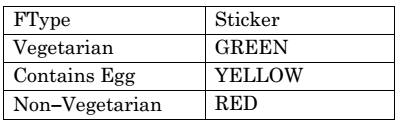 FType Sticker
Vegetarian GREEN
Contains Egg YELLOW
Non–Vegetarian RED